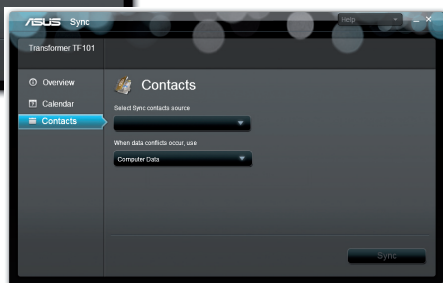 ASUS Sync
Help
Transformer TF101
Overview
Calendar
Contacts
Contacts
Select Sync contacts source
When data conflicts occur, use
Computer Data
Sync